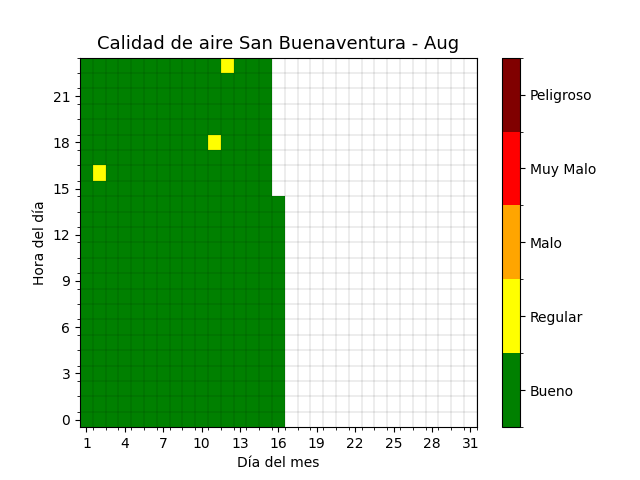 Calidad de aire San Buenaventura - Aug
Hora del día
21
18
15
12
9
6
3
0
1 4 7 10 13 16 19 22 25 28 31
Día del mes
Peligroso
Muy Malo
Malo
Regular
Bueno